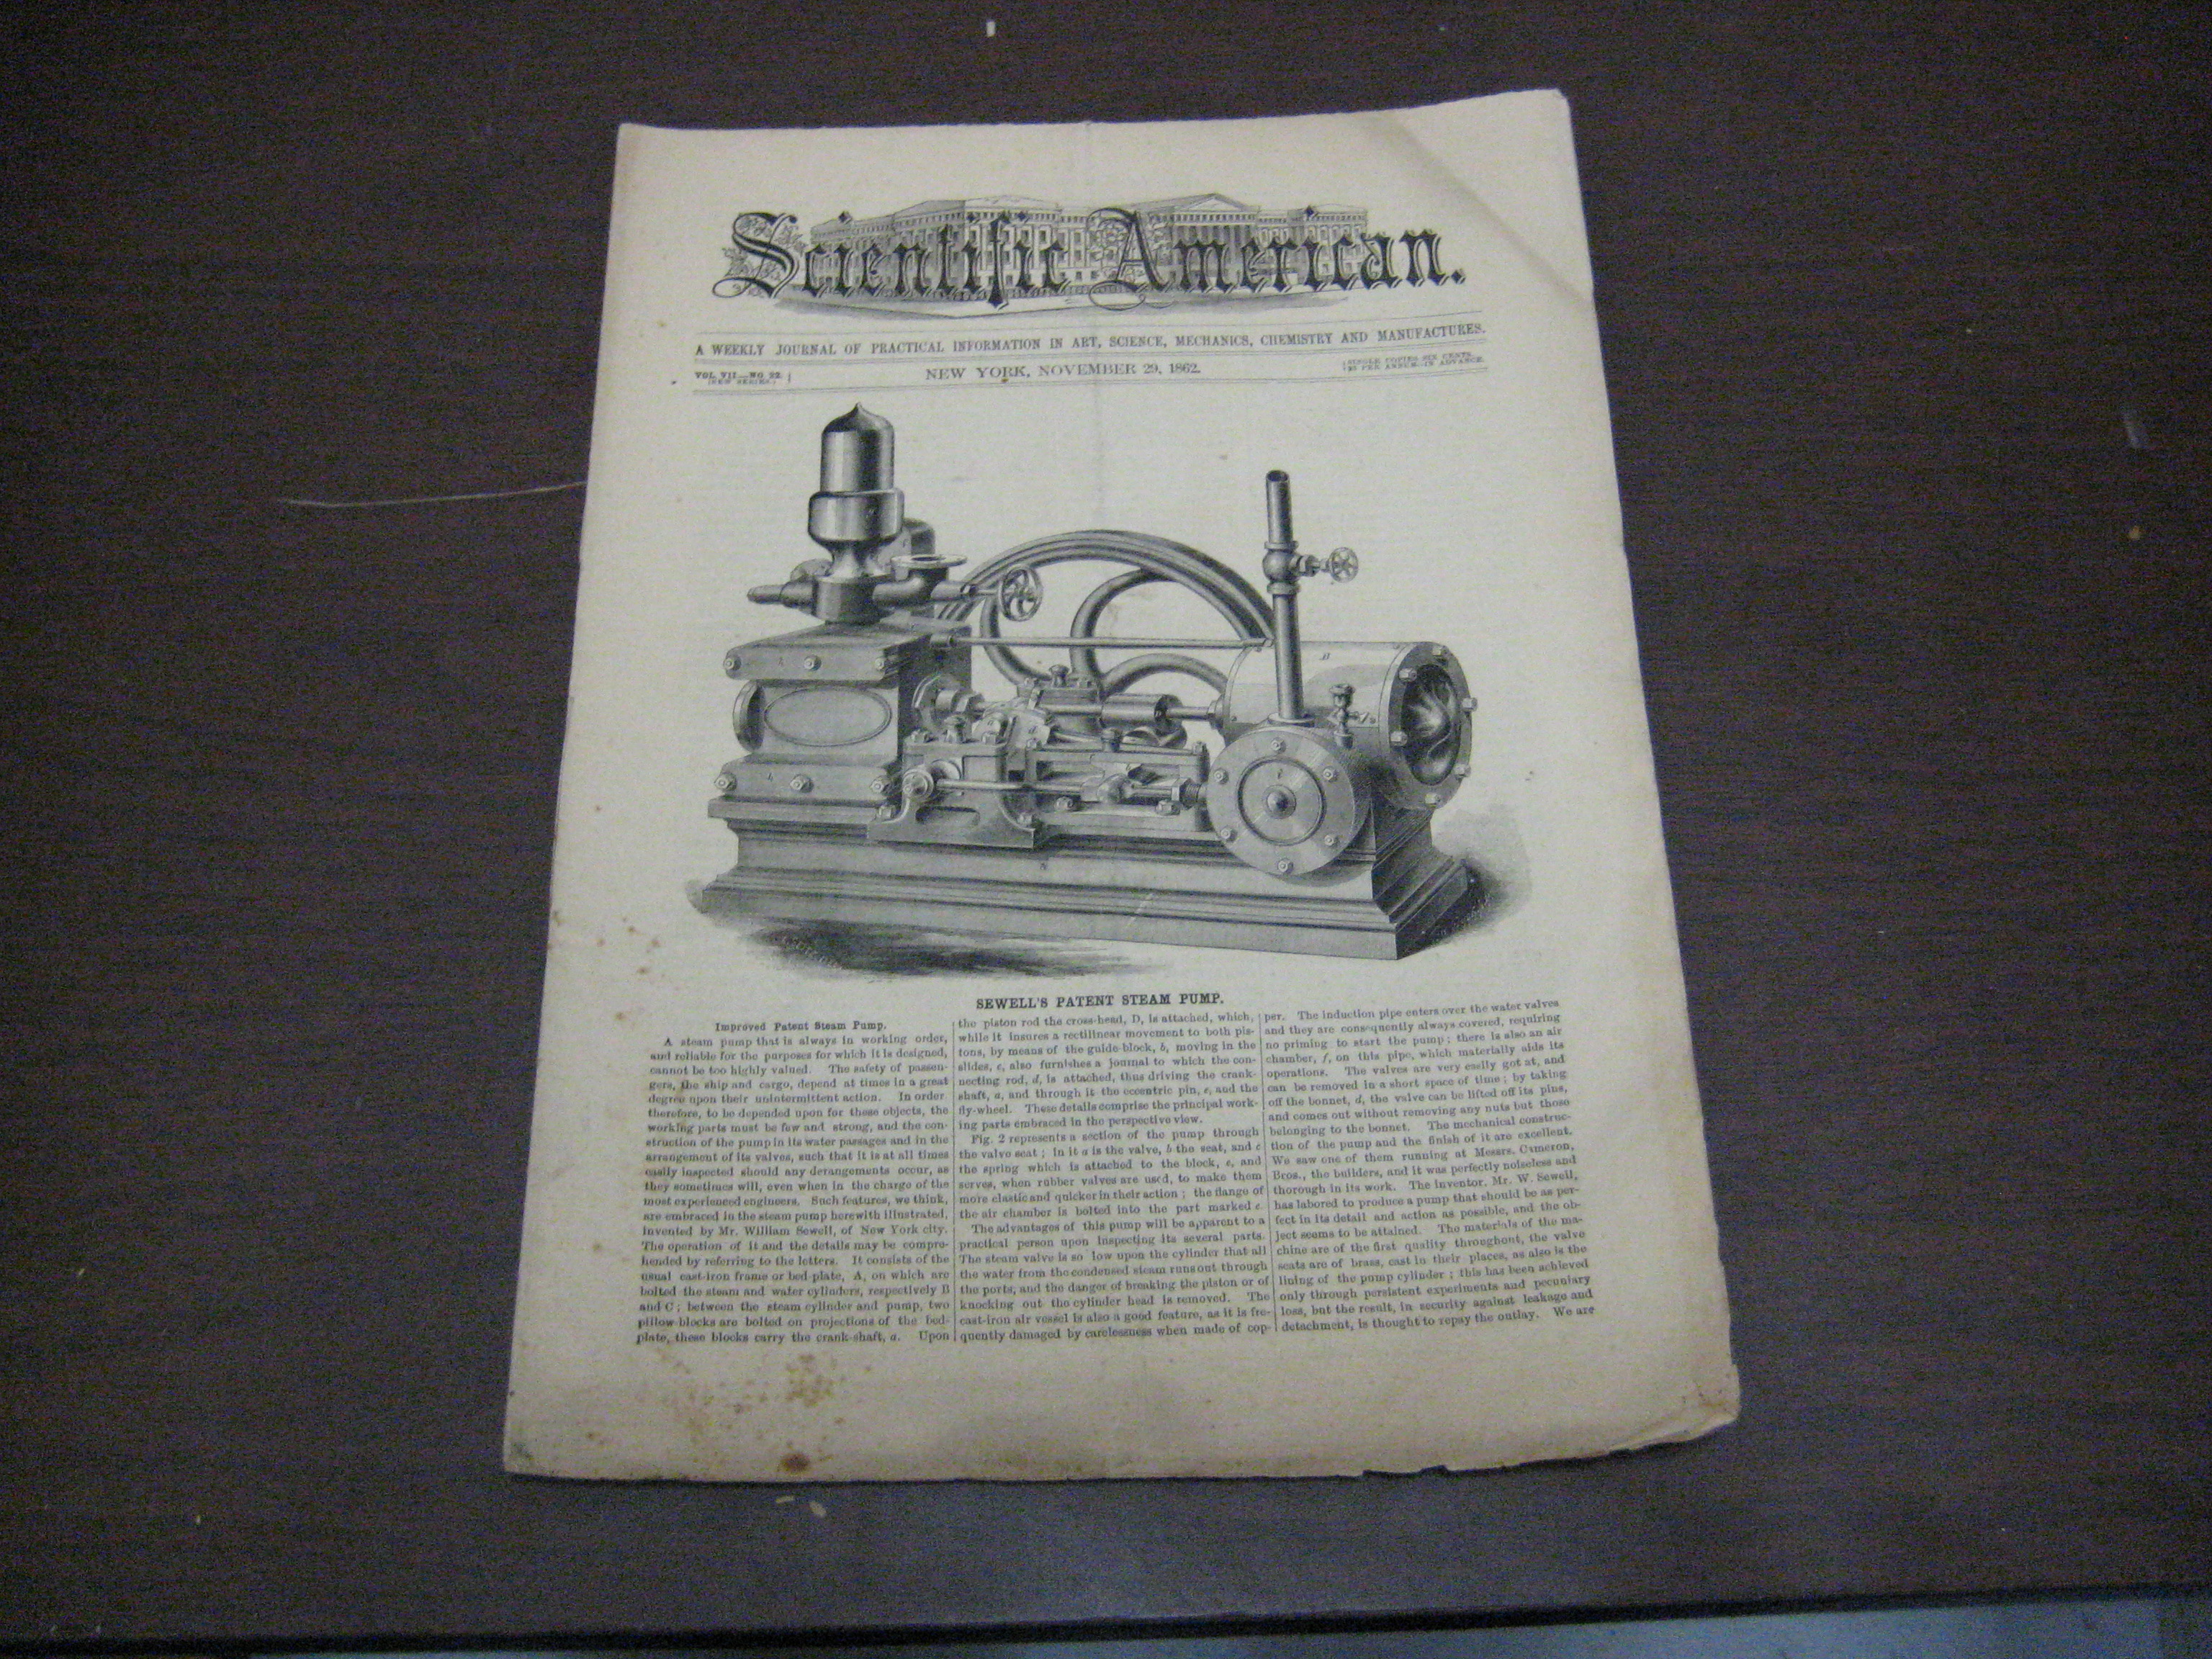 Scientific American.
A WEEKLY JOURNAL OF PRACTICAL INFORMATION IN ART, SCIENCE, MECHANICS, CHEMISTRY AND MANUFACTURES.
VOL. VII.—NO. 22.
(NEW SERIES.)
NEW YORK, NOVEMBER 29, 1862.
SINGLE COPIES SIX CENTS.
$3 PER ANNUM—IN ADVANCE.
SEWELL'S PATENT STEAM PUMP.
Improved Patent Steam Pump.
A steam pump that is always in working order,
and reliable for the purposes for which it is designed,
cannot be too highly valued. The safety of passen-
gers, the ship and cargo, depend at times in a great
degree upon their unintermittent action. In order
therefore, to be depended upon for these objects, the
working parts must be few and strong, and the con-
struction of the pump in its water passages and in the
arrangement of its valves, such that it is at all times
easily inspected should any derangements occur, as
they sometimes will, even when in the charge of the
most experienced engineers. Such features, we think,
are embraced in the steam pump herewith illustrated,
invented by Mr. William Sewell, of New York city.
The operation of it and the details may be compre-
hended by referring to the letters. It consists of the
usual cast-iron frame or bed-plate, A, on which are
bolted the steam and water cylinders, respectively B
and C; between the steam cylinder and pump, two
pillow-blocks are bolted on projections of the bed-
plate, these blocks carry the crank-shaft, a. Upon
the piston rod the cross-head, D, is attached, which,
while it insures a rectilinear movement to both pis-
tons, by means of the guide-block, b, moving in the
slides, c, also furnishes a journal to which the con-
necting rod, d, is attached, thus driving the crank-
shaft, a, and through it the eccentric pin, e, and the
fly-wheel. These details comprise the principal work-
ing parts embraced in the perspective view.
Fig. 2 represents a section of the pump through
the valve seat; in it a is the valve, b the seat, and c
the spring which is attached to the block, e, and
serves, when rubber valves are used, to make them
more elastic and quicker in their action; the flange of
the air chamber is bolted into the part marked e.
The advantages of this pump will be apparent to a
practical person upon inspecting its several parts.
The steam valve is so low upon the cylinder that all
the water from the condensed steam runs out through
the ports, and the danger of breaking the piston or of
knocking out the cylinder head is removed. The
cast-iron air vessel is also a good feature, as it is fre-
quently damaged by carelessness when made of cop-
per. The induction pipe enters over the water valves
and they are consequently always covered, requiring
no priming to start the pump; there is also an air
chamber, f, on this pipe, which materially aids its
operations. The valves are very easily got at, and
can be removed in a short space of time; by taking
off the bonnet, d, the valve can be lifted off its pins,
and comes out without removing any nuts but those
belonging to the bonnet. The mechanical construc-
tion of the pump and the finish of it are excellent.
We saw one of them running at Messrs. Cameron,
Bros., the builders, and it was perfectly noiseless and
thorough in its work. The inventor, Mr. W. Sewell,
has labored to produce a pump that should be as per-
fect in its detail and action as possible, and the ob-
ject seems to be attained. The materials of the ma-
chine are of the first quality throughout, the valve
seats are of brass, cast in their places, as also is the
lining of the pump cylinder; this has been achieved
only through persistent experiments and pecuniary
loss, but the result, in security against leakage and
detachment, is thought to repay the outlay. We are